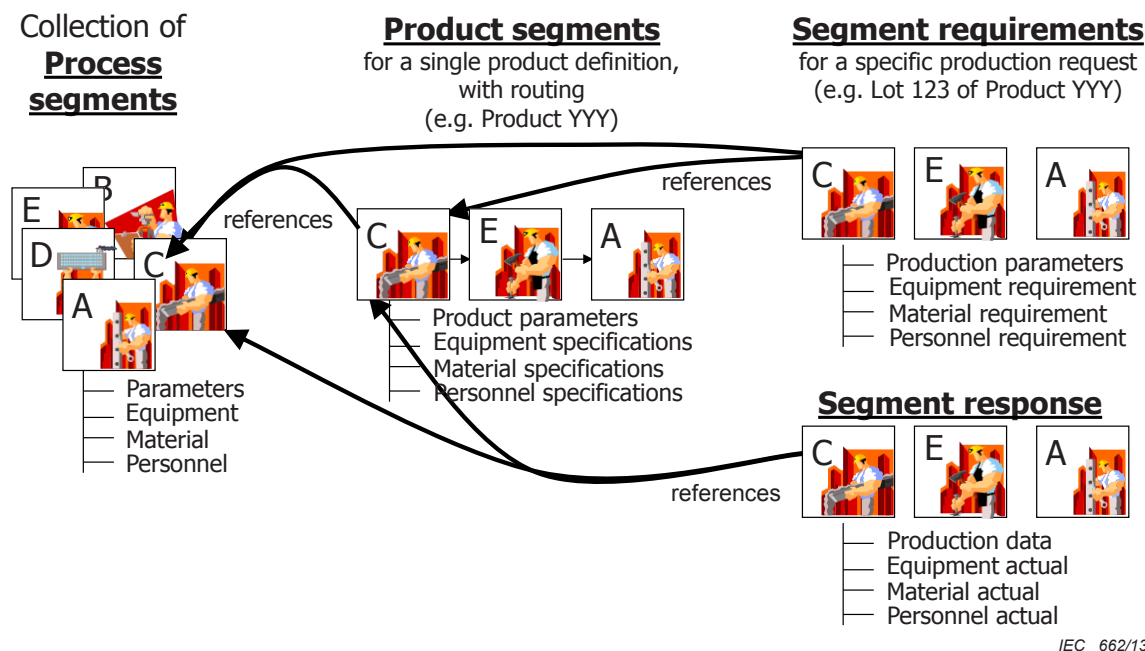 Collection of
Process
segments
B
E
D
C
A
Parameters
Equipment
Material
Personnel
references
Product segments
for a single product definition,
with routing
(e.g. Product YYY)
C
E
A
Product parameters
Equipment specifications
Material specifications
Personnel specifications
references
Segment requirements
for a specific production request
(e.g. Lot 123 of Product YYY)
C
E
A
Production parameters
Equipment requirement
Material requirement
Personnel requirement
Segment response
references
C
E
A
Production data
Equipment actual
Material actual
Personnel actual
IEC 662/13